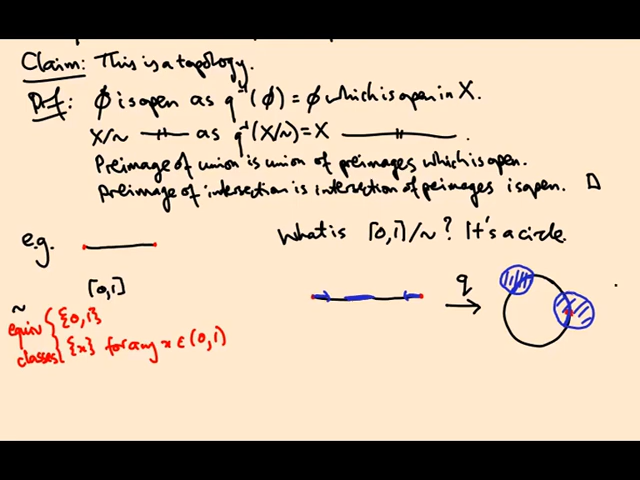 Claim: This is a topology.
Prf: ∅ is open as q⁻¹(∅) = ∅ which is open in X.
X/~ —"— as q⁻¹(X/~) = X —"— .
Preimage of union is union of preimages which is open.
Preimage of intersection is intersection of peimages is open. □
e.g.
[0,1]
What is [0,1]/~? It's a circle.
q
~
equiv classes { {0,1}
{x} for any x ∈ (0,1)